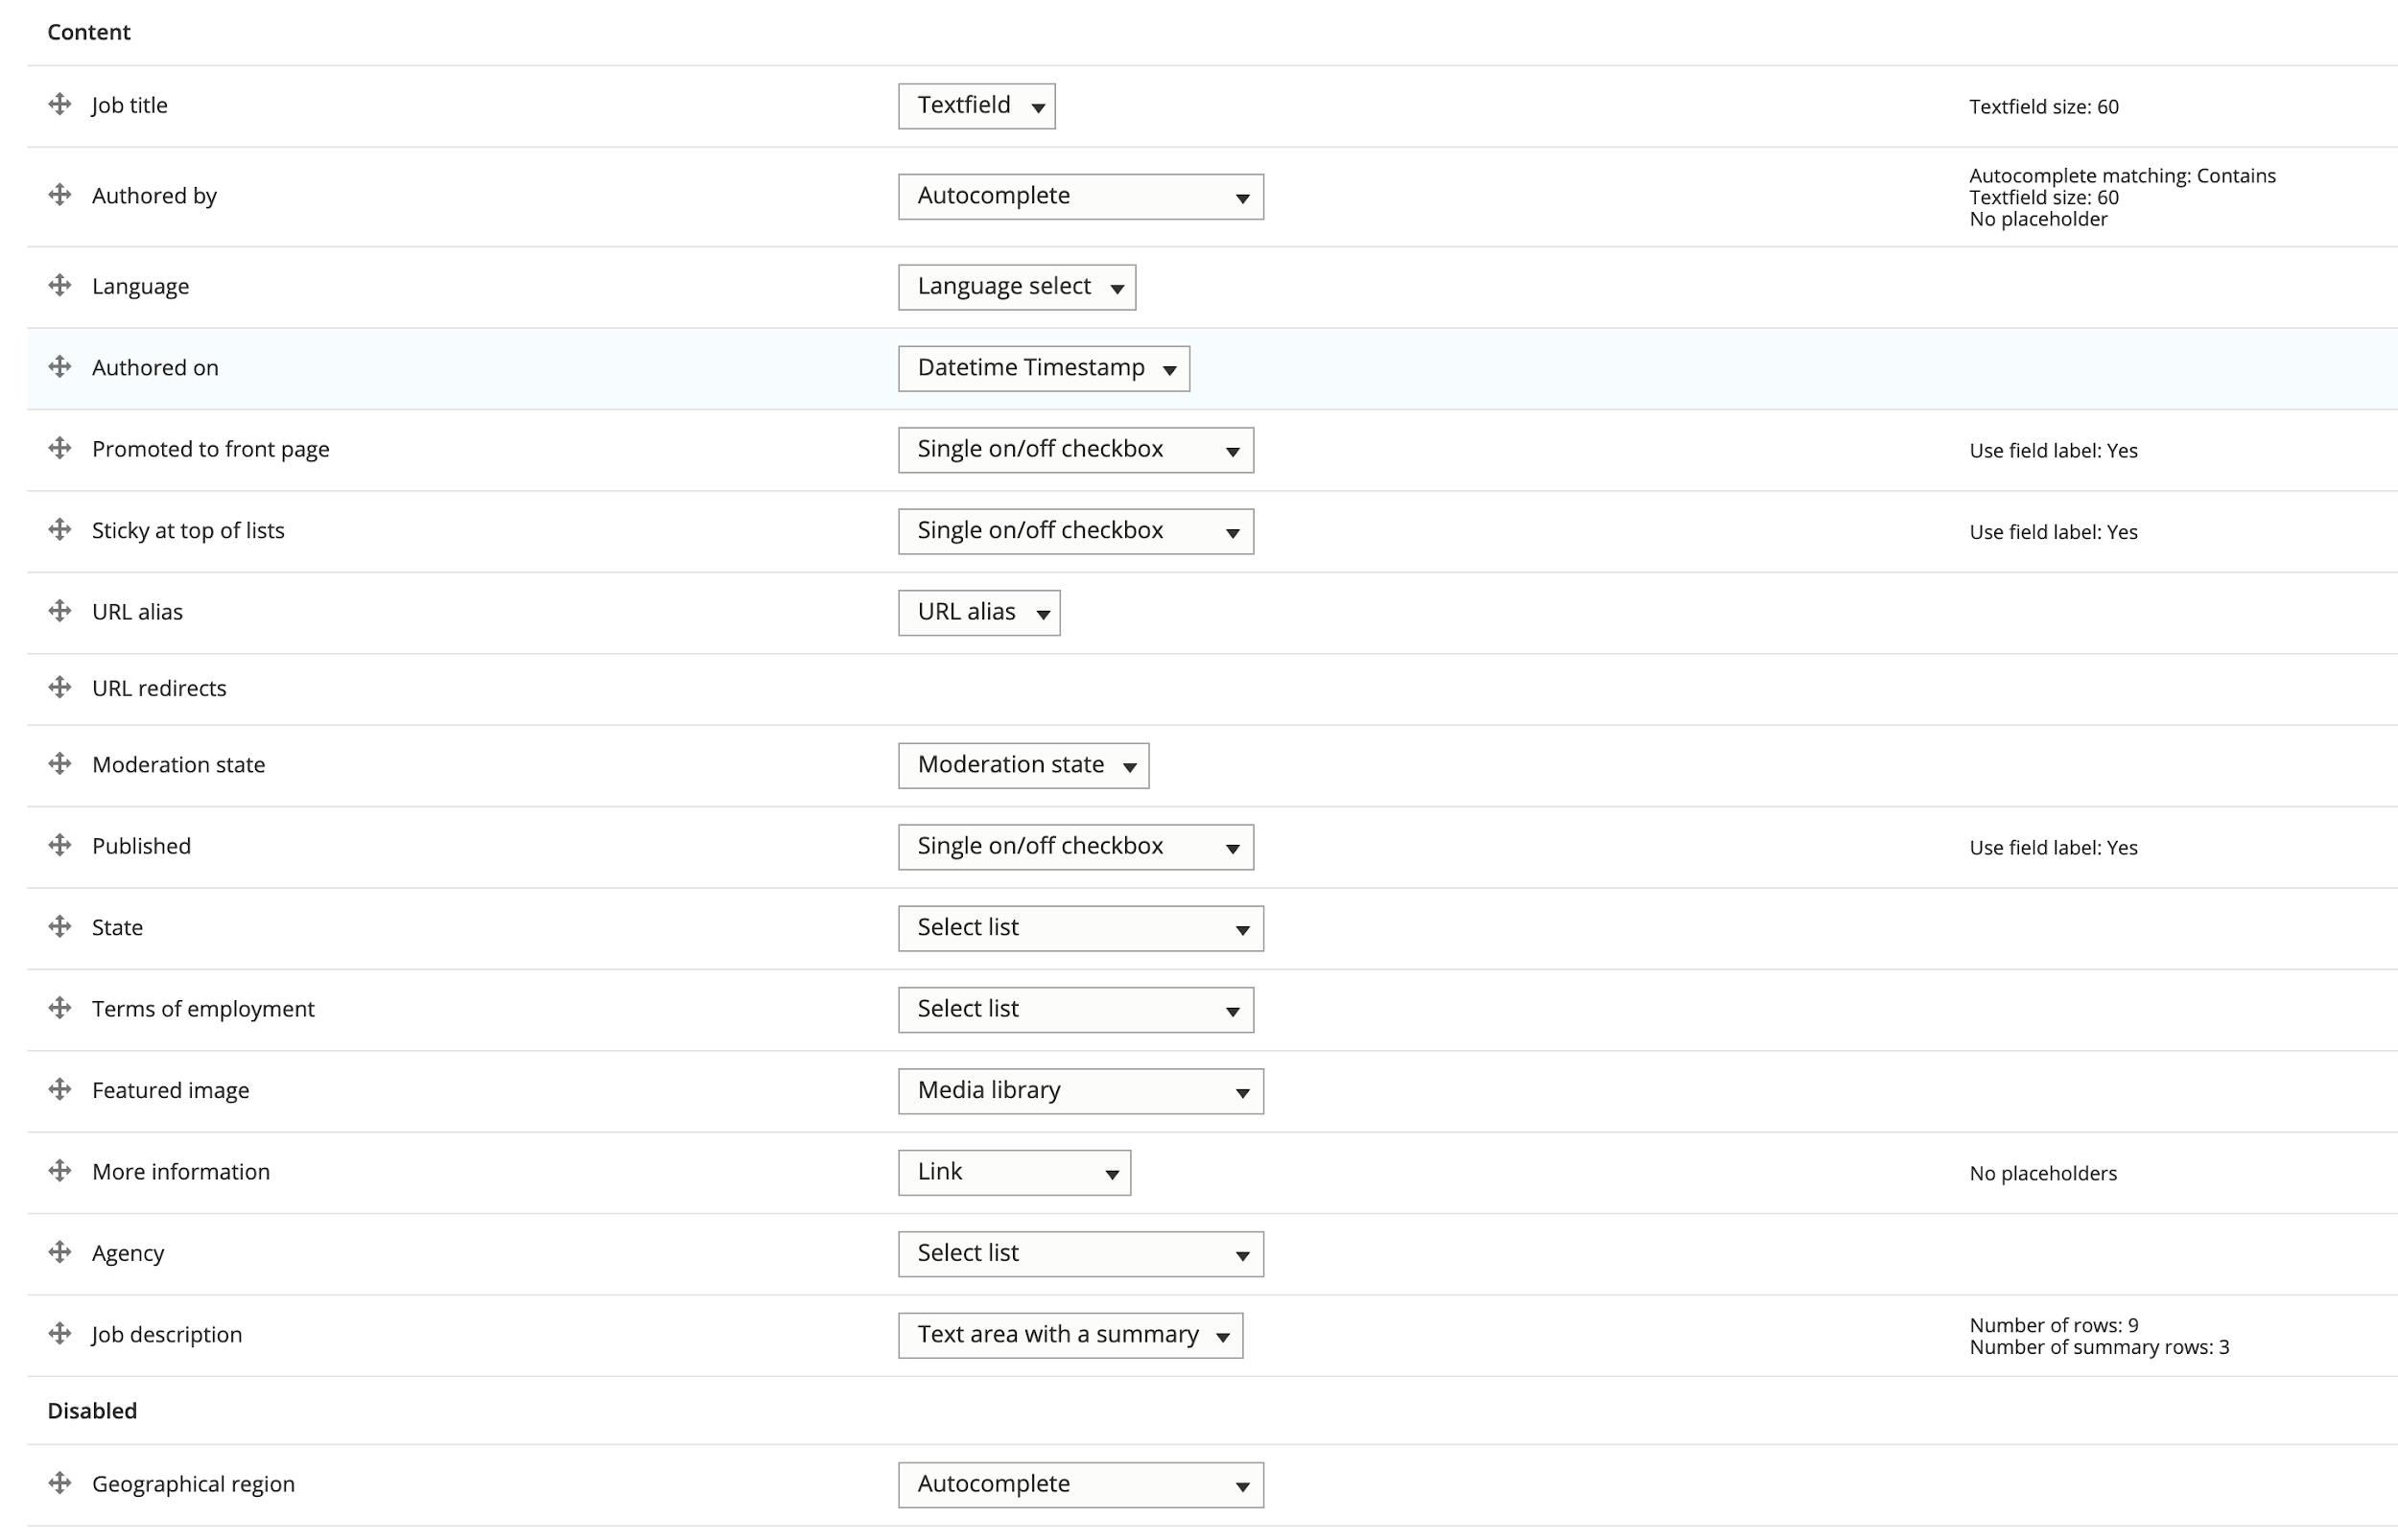 Content
Job title
Textfield
Textfield size: 60
Authored by
Autocomplete
Autocomplete matching: Contains
Textfield size: 60
No placeholder
Language
Language select
Authored on
Datetime Timestamp
Promoted to front page
Single on/off checkbox
Use field label: Yes
Sticky at top of lists
Single on/off checkbox
Use field label: Yes
URL alias
URL alias
URL redirects
Moderation state
Moderation state
Published
Single on/off checkbox
Use field label: Yes
State
Select list
Terms of employment
Select list
Featured image
Media library
More information
Link
No placeholders
Agency
Select list
Job description
Text area with a summary
Number of rows: 9
Number of summary rows: 3
Disabled
Geographical region
Autocomplete